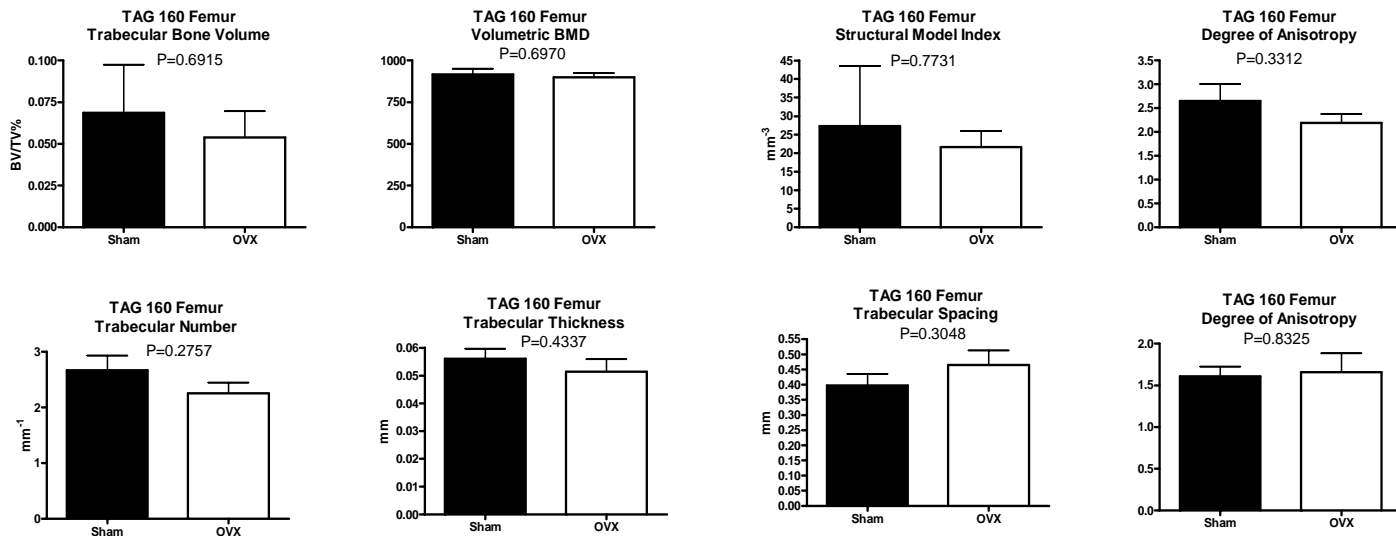 TAG 160 Femur
Trabecular Bone Volume
P=0.6915
0.100
0.075
0.050
0.025
0.000
BV/TV%
Sham OVX
TAG 160 Femur
Volumetric BMD
P=0.6970
1000
750
500
250
0
Sham OVX
TAG 160 Femur
Structural Model Index
P=0.7731
45
40
35
30
25
20
15
10
5
0
mm-3
Sham OVX
TAG 160 Femur
Degree of Anisotropy
P=0.3312
3.5
3.0
2.5
2.0
1.5
1.0
0.5
0.0
Sham OVX
TAG 160 Femur
Trabecular Number
P=0.2757
3
2
1
0
mm-1
Sham OVX
TAG 160 Femur
Trabecular Thickness
P=0.4337
0.06
0.05
0.04
0.03
0.02
0.01
0.00
mm
Sham OVX
TAG 160 Femur
Trabecular Spacing
P=0.3048
0.55
0.50
0.45
0.40
0.35
0.30
0.25
0.20
0.15
0.10
0.05
0.00
mm
Sham OVX
TAG 160 Femur
Degree of Anisotropy
P=0.8325
2.0
1.5
1.0
0.5
0.0
Sham OVX